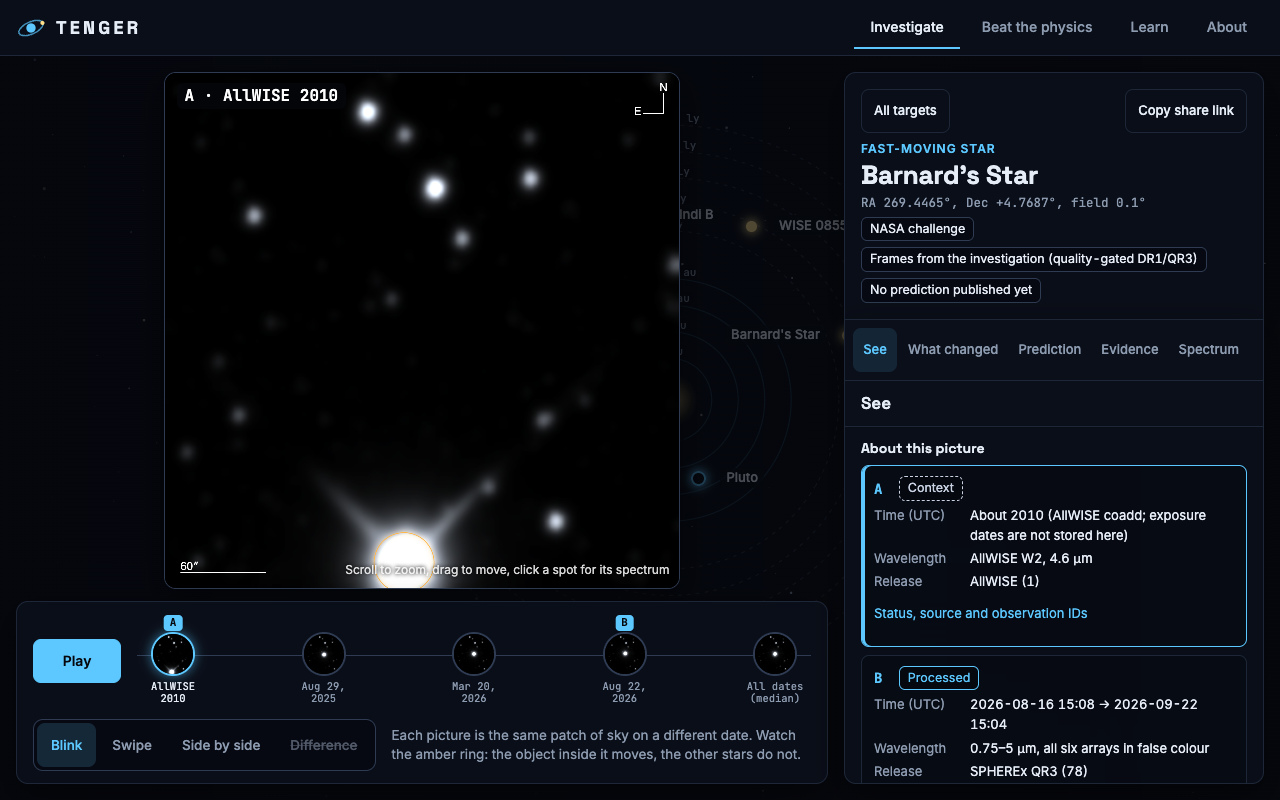 TENGER
Investigate
Beat the physics
Learn
About
A · AllWISE 2010
N
E
ly
ly
ly
y
Indi B
WISE 0855
au
au
u
u
Barnard's Star
Pluto
60″
Scroll to zoom, drag to move, click a spot for its spectrum
Play
A
AllWISE
2010
Aug 29,
2025
Mar 20,
2026
B
Aug 22,
2026
All dates
(median)
Blink
Swipe
Side by side
Difference
Each picture is the same patch of sky on a different date. Watch
the amber ring: the object inside it moves, the other stars do not.
All targets
Copy share link
FAST-MOVING STAR
Barnard's Star
RA 269.4465°, Dec +4.7687°, field 0.1°
NASA challenge
Frames from the investigation (quality-gated DR1/QR3)
No prediction published yet
See
What changed
Prediction
Evidence
Spectrum
See
About this picture
A
Context
Time (UTC)
About 2010 (AllWISE coadd; exposure
dates are not stored here)
Wavelength
AllWISE W2, 4.6 µm
Release
AllWISE (1)
Status, source and observation IDs
B
Processed
Time (UTC)
2026-08-16 15:08 → 2026-09-22
15:04
Wavelength
0.75–5 µm, all six arrays in false colour
Release
SPHEREx QR3 (78)